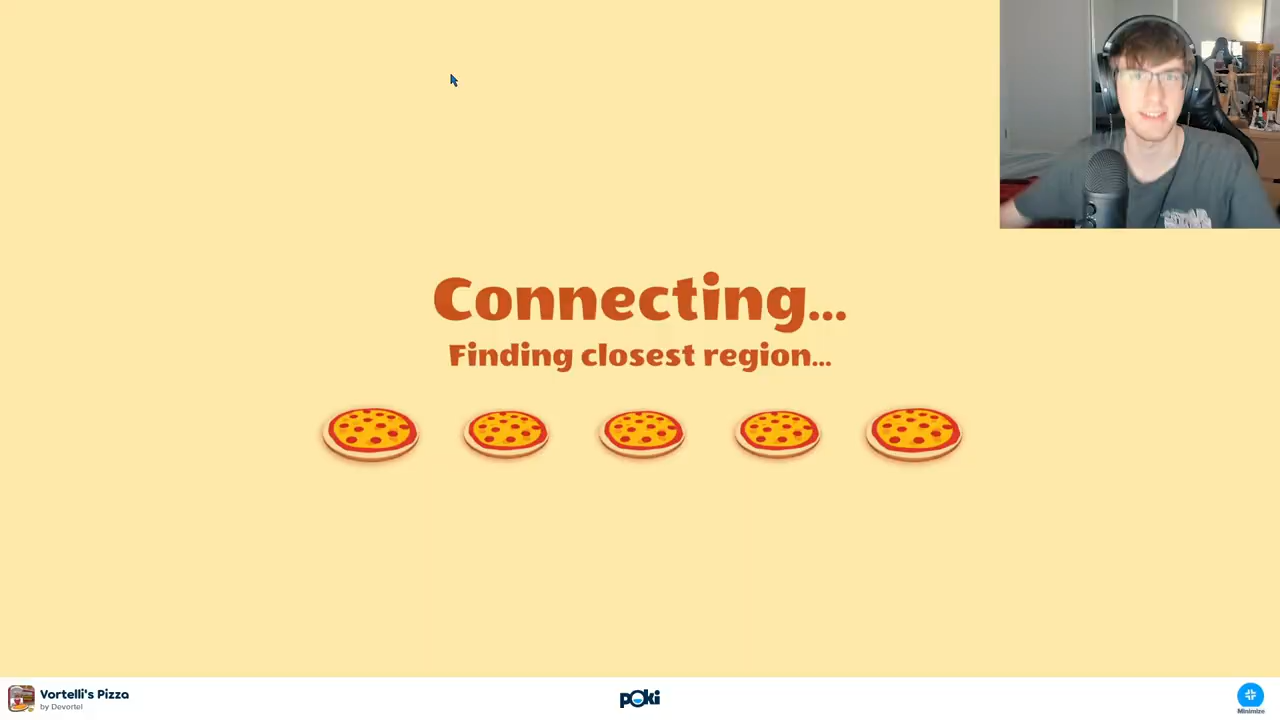 Connecting...
Finding closest region...
Vortelli's Pizza
by Devortel
poki
Minimize